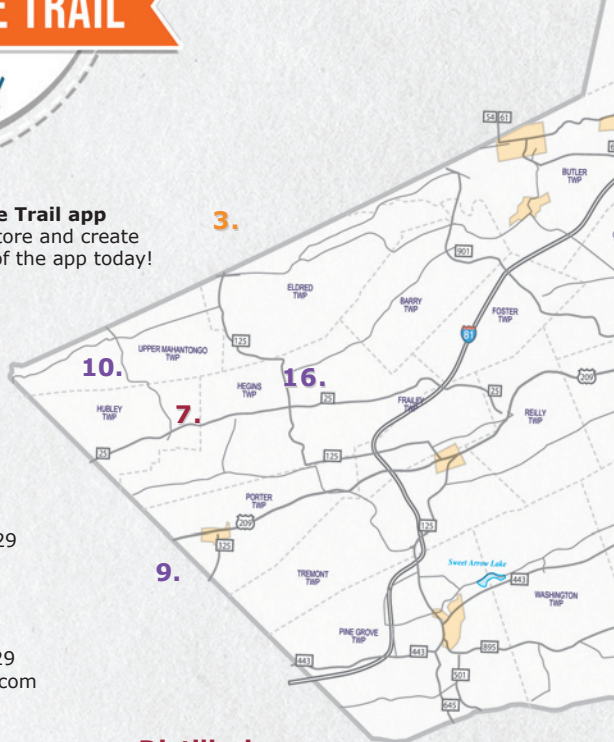 E TRAIL
e Trail app
tore and create
of the app today!
3.
54 61
BUTLER
TWP
901
ELDRED
TWP
BARRY
TWP
FOSTER
TWP
81
125
UPPER MAHANTONGO
TWP
10.
HEGINS
TWP
16.
209
25
25
FRAILEY
TWP
HUBLEY
TWP
7.
REILLY
TWP
25
125
PORTER
TWP
209
125
125
29
9.
Sweet Arrow Lake
443
TREMONT
TWP
WASHINGTON
TWP
PINE GROVE
TWP
895
443
443
29
com
501
645